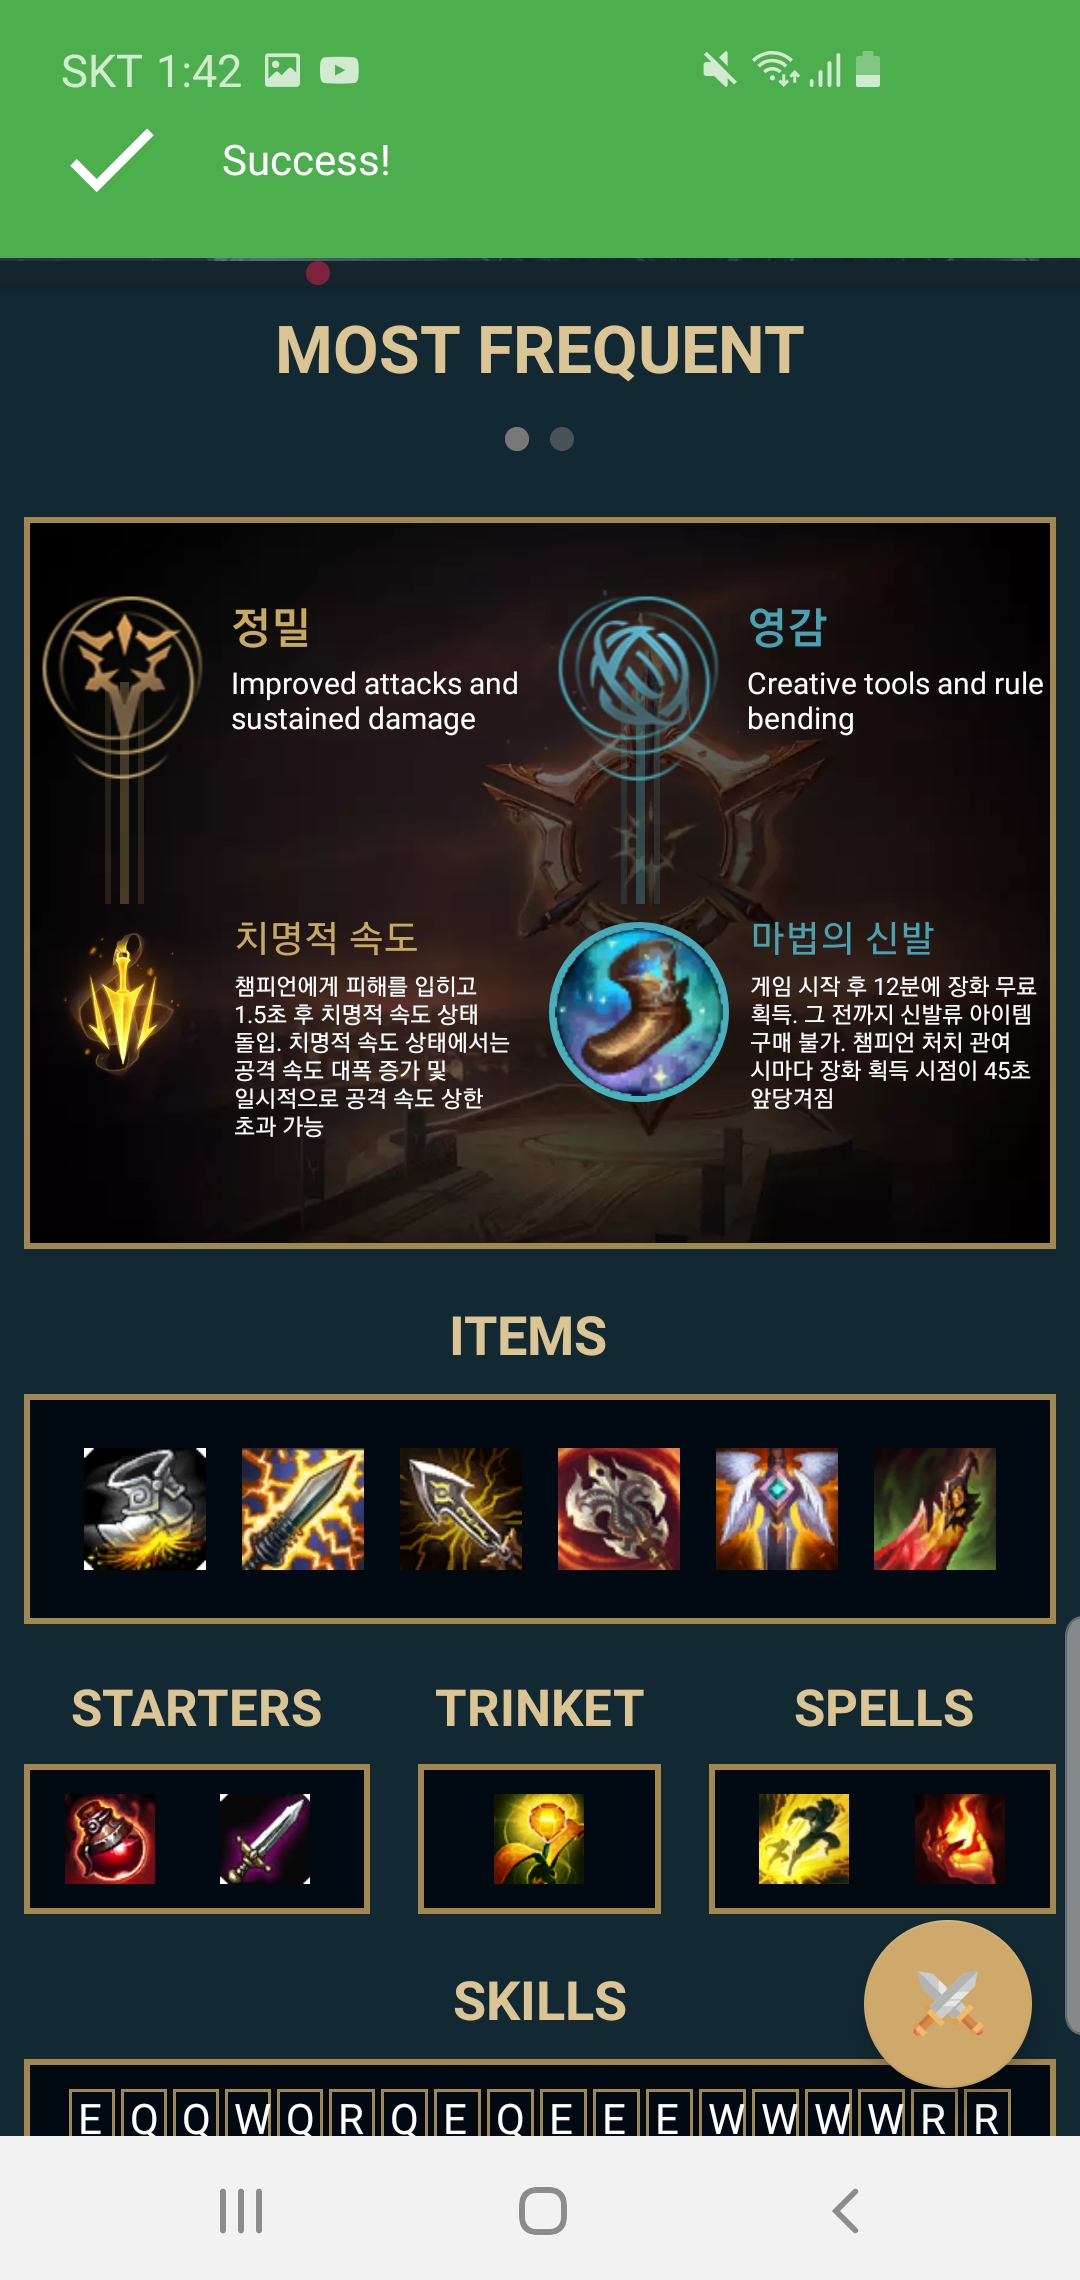 SKT 1:42
Success!
MOST FREQUENT
정밀
Improved attacks and
sustained damage
영감
Creative tools and rule
bending
치명적 속도
챔피언에게 피해를 입히고
1.5초 후 치명적 속도 상태
돌입. 치명적 속도 상태에서는
공격 속도 대폭 증가 및
일시적으로 공격 속도 상한
초과 가능
마법의 신발
게임 시작 후 12분에 장화 무료
획득. 그 전까지 신발류 아이템
구매 불가. 챔피언 처치 관여
시마다 장화 획득 시점이 45초
앞당겨짐
ITEMS
STARTERS TRINKET SPELLS
SKILLS
E Q Q W Q R Q E Q E E E W W W W R R